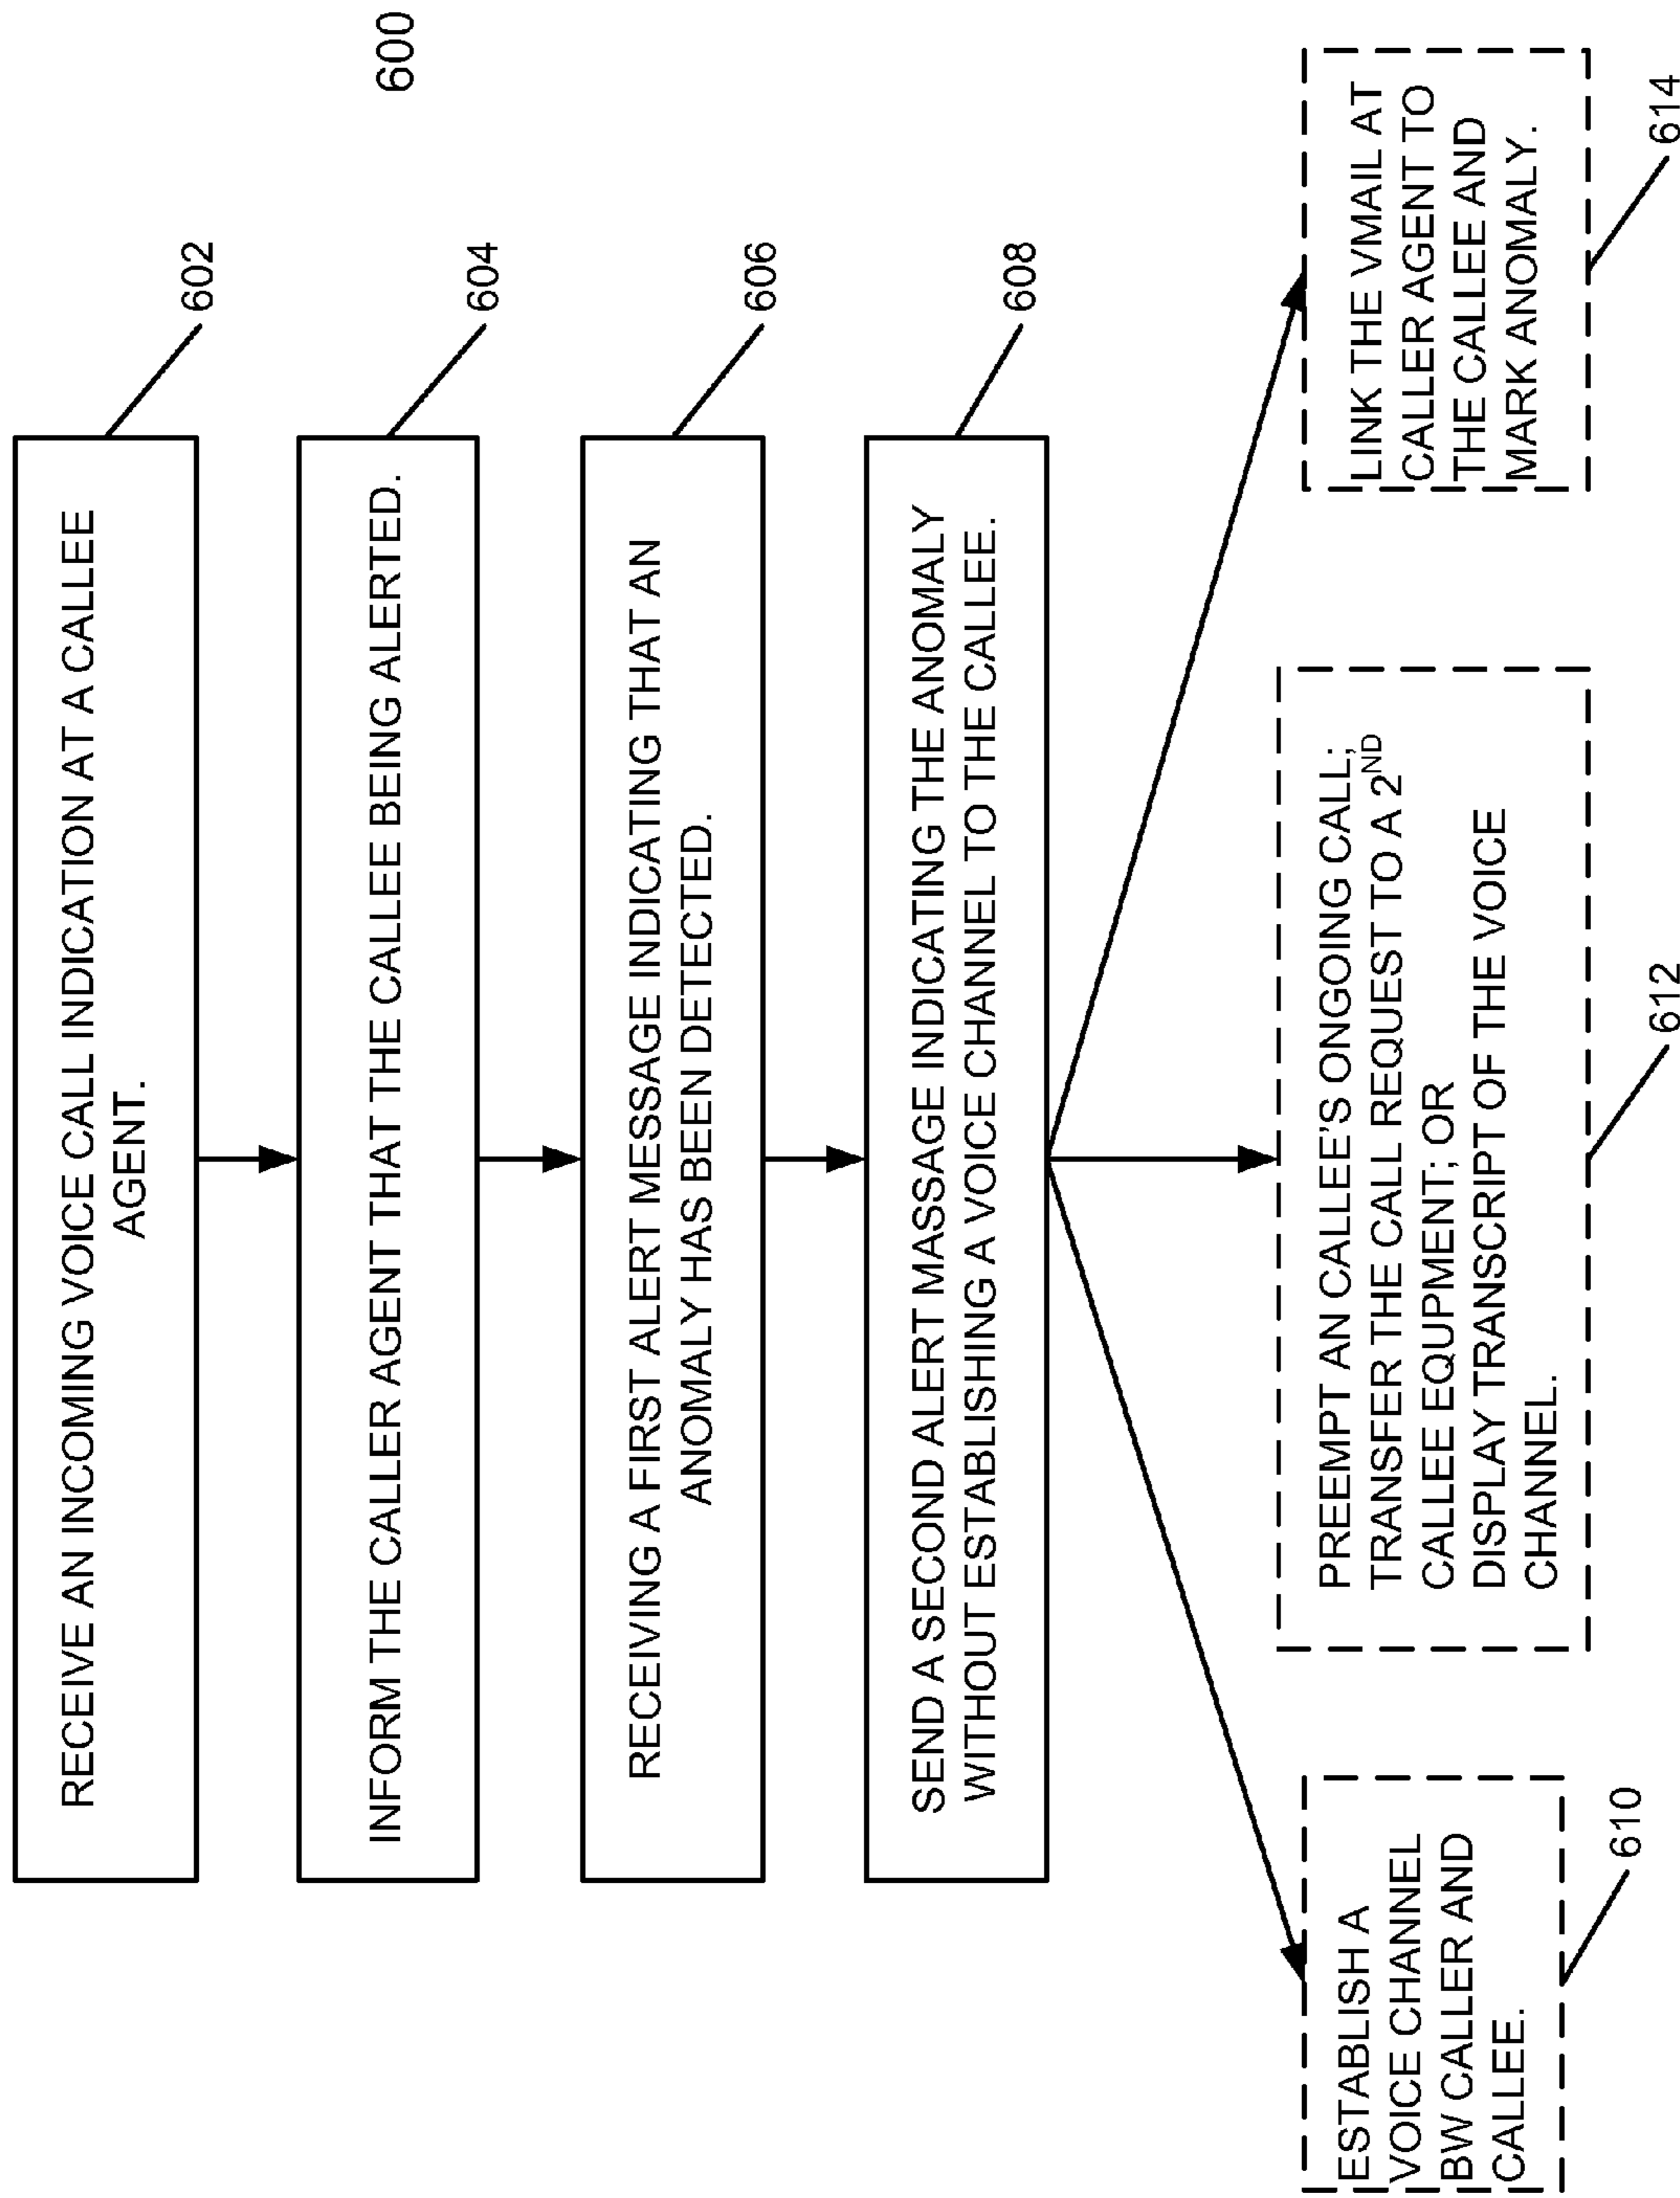 600
RECEIVE AN INCOMING VOICE CALL INDICATION AT A CALLEE
AGENT.
602
INFORM THE CALLER AGENT THAT THE CALLEE BEING ALERTED.
604
RECEIVING A FIRST ALERT MESSAGE INDICATING THAT AN
ANOMALY HAS BEEN DETECTED.
606
SEND A SECOND ALERT MASSAGE INDICATING THE ANOMALY
WITHOUT ESTABLISHING A VOICE CHANNEL TO THE CALLEE.
608
ESTABLISH A
VOICE CHANNEL
BW CALLER AND
CALLEE.
610
PREEMPT AN CALLEE'S ONGOING CALL;
TRANSFER THE CALL REQUEST TO A 2ND
CALLEE EQUPMENT; OR
DISPLAY TRANSCRIPT OF THE VOICE
CHANNEL.
612
LINK THE VMAIL AT
CALLER AGENT TO
THE CALLEE AND
MARK ANOMALY.
614